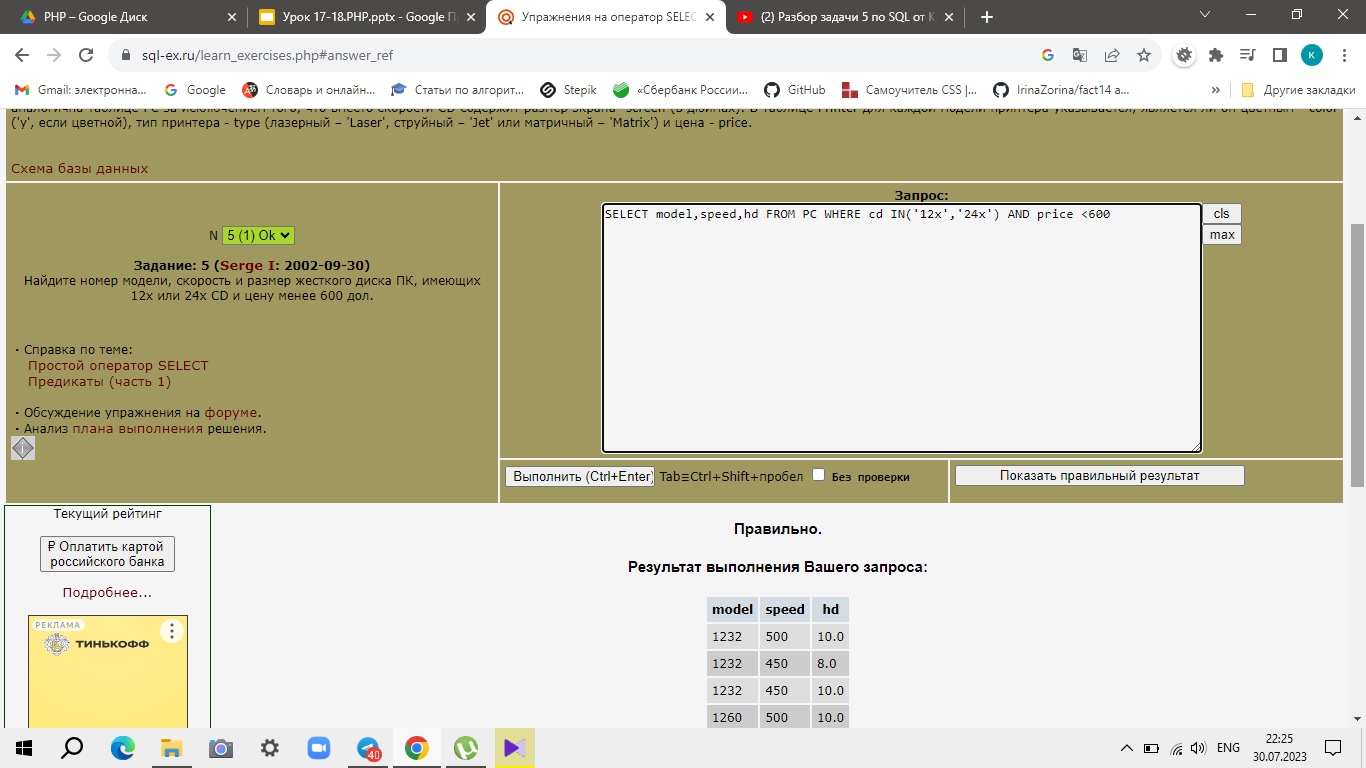 PHP – Google Диск
Урок 17-18.PHP.pptx - Google П
Упражнения на оператор SELEC
(2) Разбор задачи 5 по SQL от K
sql-ex.ru/learn_exercises.php#answer_ref
K
Gmail: электронна...
Google
Словарь и онлайн...
Статьи по алгорит...
Stepik
«Сбербанк России...
GitHub
Самоучитель CSS |...
IrinaZorina/fact14 a...
»
Другие закладки
('y', если цветной), тип принтера - type (лазерный – 'Laser', струйный – 'Jet' или матричный – 'Matrix') и цена - price.
Схема базы данных
N 5 (1) Ok
Задание: 5 (Serge I: 2002-09-30)
Найдите номер модели, скорость и размер жесткого диска ПК, имеющих
12x или 24x CD и цену менее 600 дол.
• Справка по теме:
Простой оператор SELECT
Предикаты (часть 1)
• Обсуждение упражнения на форуме.
• Анализ плана выполнения решения.
Запрос:
SELECT model,speed,hd FROM PC WHERE cd IN('12x','24x') AND price <600
cls
max
Выполнить (Ctrl+Enter) Tab≡Ctrl+Shift+пробел Без проверки
Показать правильный результат
Текущий рейтинг
₽ Оплатить картой
российского банка
Подробнее...
РЕКЛАМА
ТИНЬКОФФ
Правильно.
Результат выполнения Вашего запроса:
model speed hd
1232 500 10.0
1232 450 8.0
1232 450 10.0
1260 500 10.0
40
ENG
22:25
30.07.2023